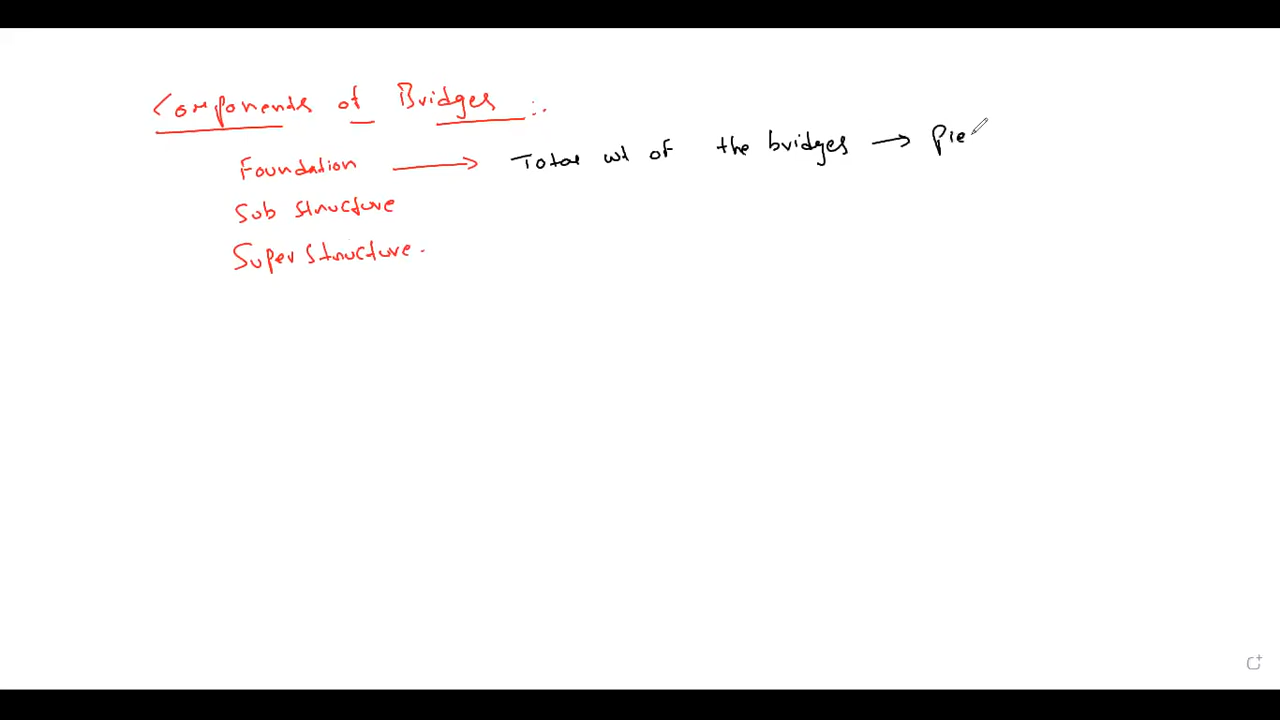 Components of Bridges :.
Foundation → Total wt of the bridges → Pie
Sub structure
Super structure.